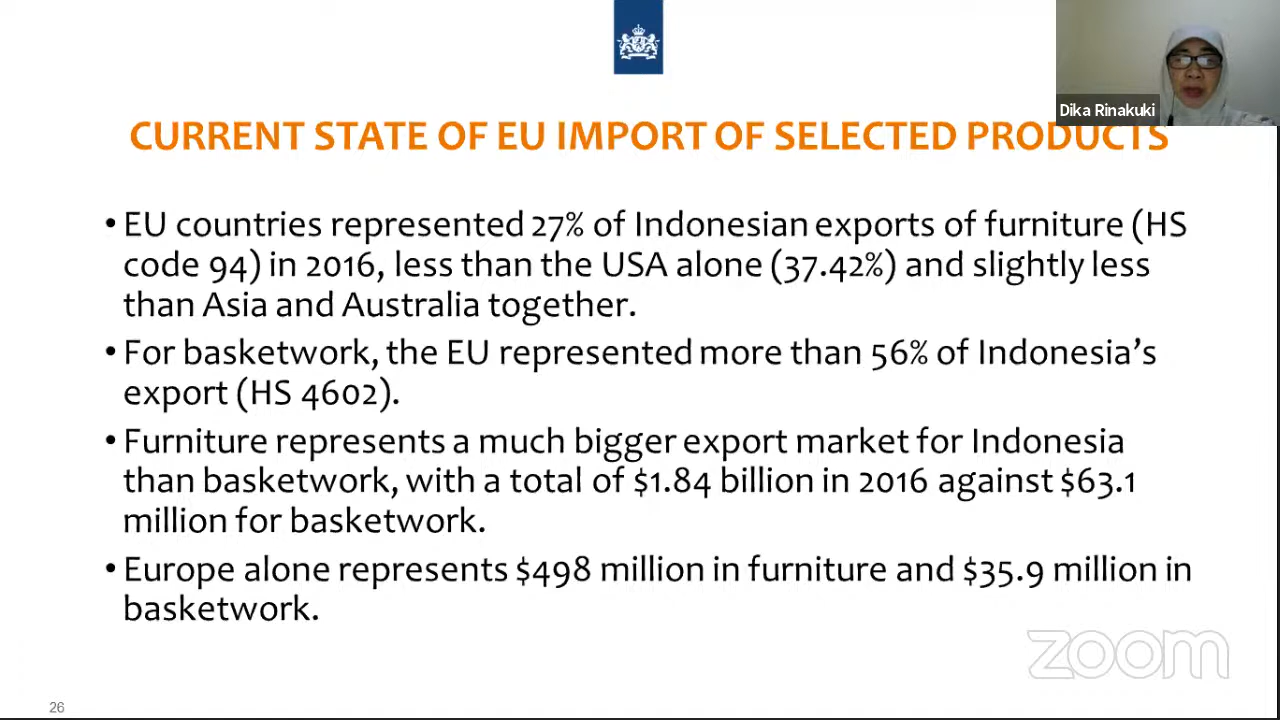 Dika Rinakuki
CURRENT STATE OF EU IMPORT OF SELECTED PRODUCTS
• EU countries represented 27% of Indonesian exports of furniture (HS
code 94) in 2016, less than the USA alone (37.42%) and slightly less
than Asia and Australia together.
• For basketwork, the EU represented more than 56% of Indonesia’s
export (HS 4602).
• Furniture represents a much bigger export market for Indonesia
than basketwork, with a total of $1.84 billion in 2016 against $63.1
million for basketwork.
• Europe alone represents $498 million in furniture and $35.9 million in
basketwork.
zoom
26